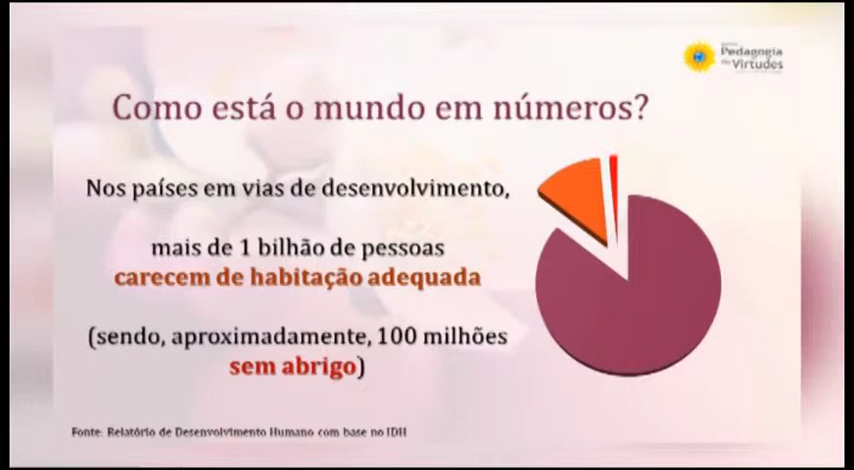 Pedagogia
Virtudes
Como está o mundo em números?
Nos países em vias de desenvolvimento,
mais de 1 bilhão de pessoas
carecem de habitação adequada
(sendo, aproximadamente, 100 milhões
sem abrigo)
Fonte: Relatório de Desenvolvimento Humano com base no IDH